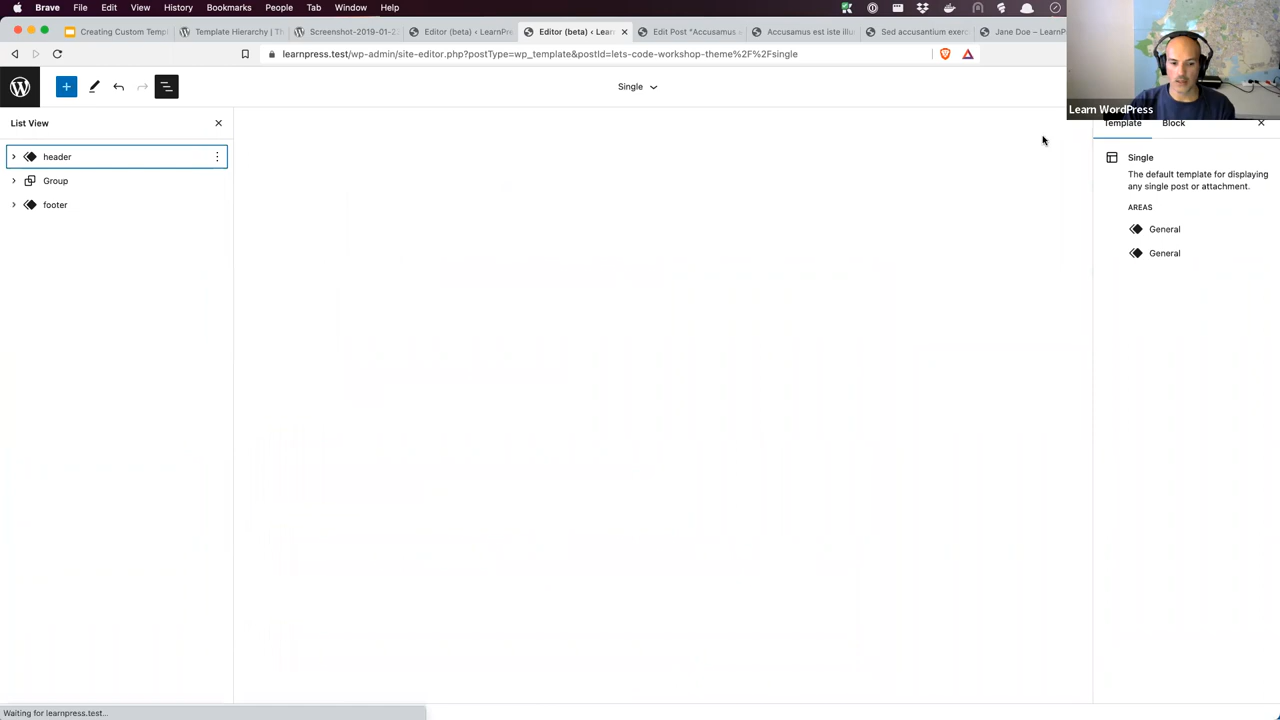 Brave File Edit View History Bookmarks People Tab Window Help
Creating Custom Templ
Template Hierarchy | Th
Screenshot-2019-01-2
Editor (beta) ‹ LearnPre
Editor (beta) ‹ Learn
Edit Post "Accusamus
Accusamus est iste illu
Sed accusantium exerc
Jane Doe – LearnP
learnpress.test/wp-admin/site-editor.php?postType=wp_template&postId=lets-code-workshop-theme%2F%2Fsingle
Learn WordPress
Single
List View
Template Block
header
Group
footer
Single
The default template for displaying
any single post or attachment.
AREAS
General
General
Waiting for learnpress.test...